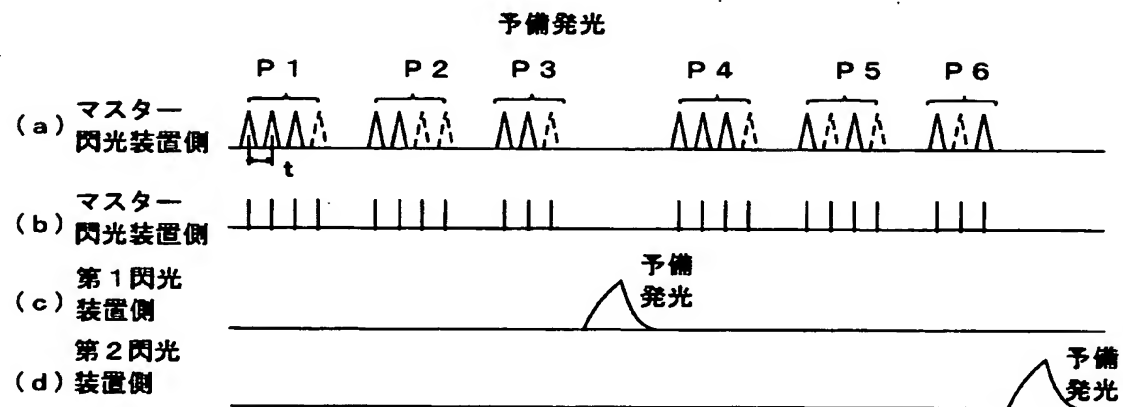 予備発光
P1 P2 P3 P4 P5 P6
(a) マスター
閃光装置側
t
(b) マスター
閃光装置側
(c) 第1閃光
装置側
予備
発光
(d) 第2閃光
装置側
予備
発光